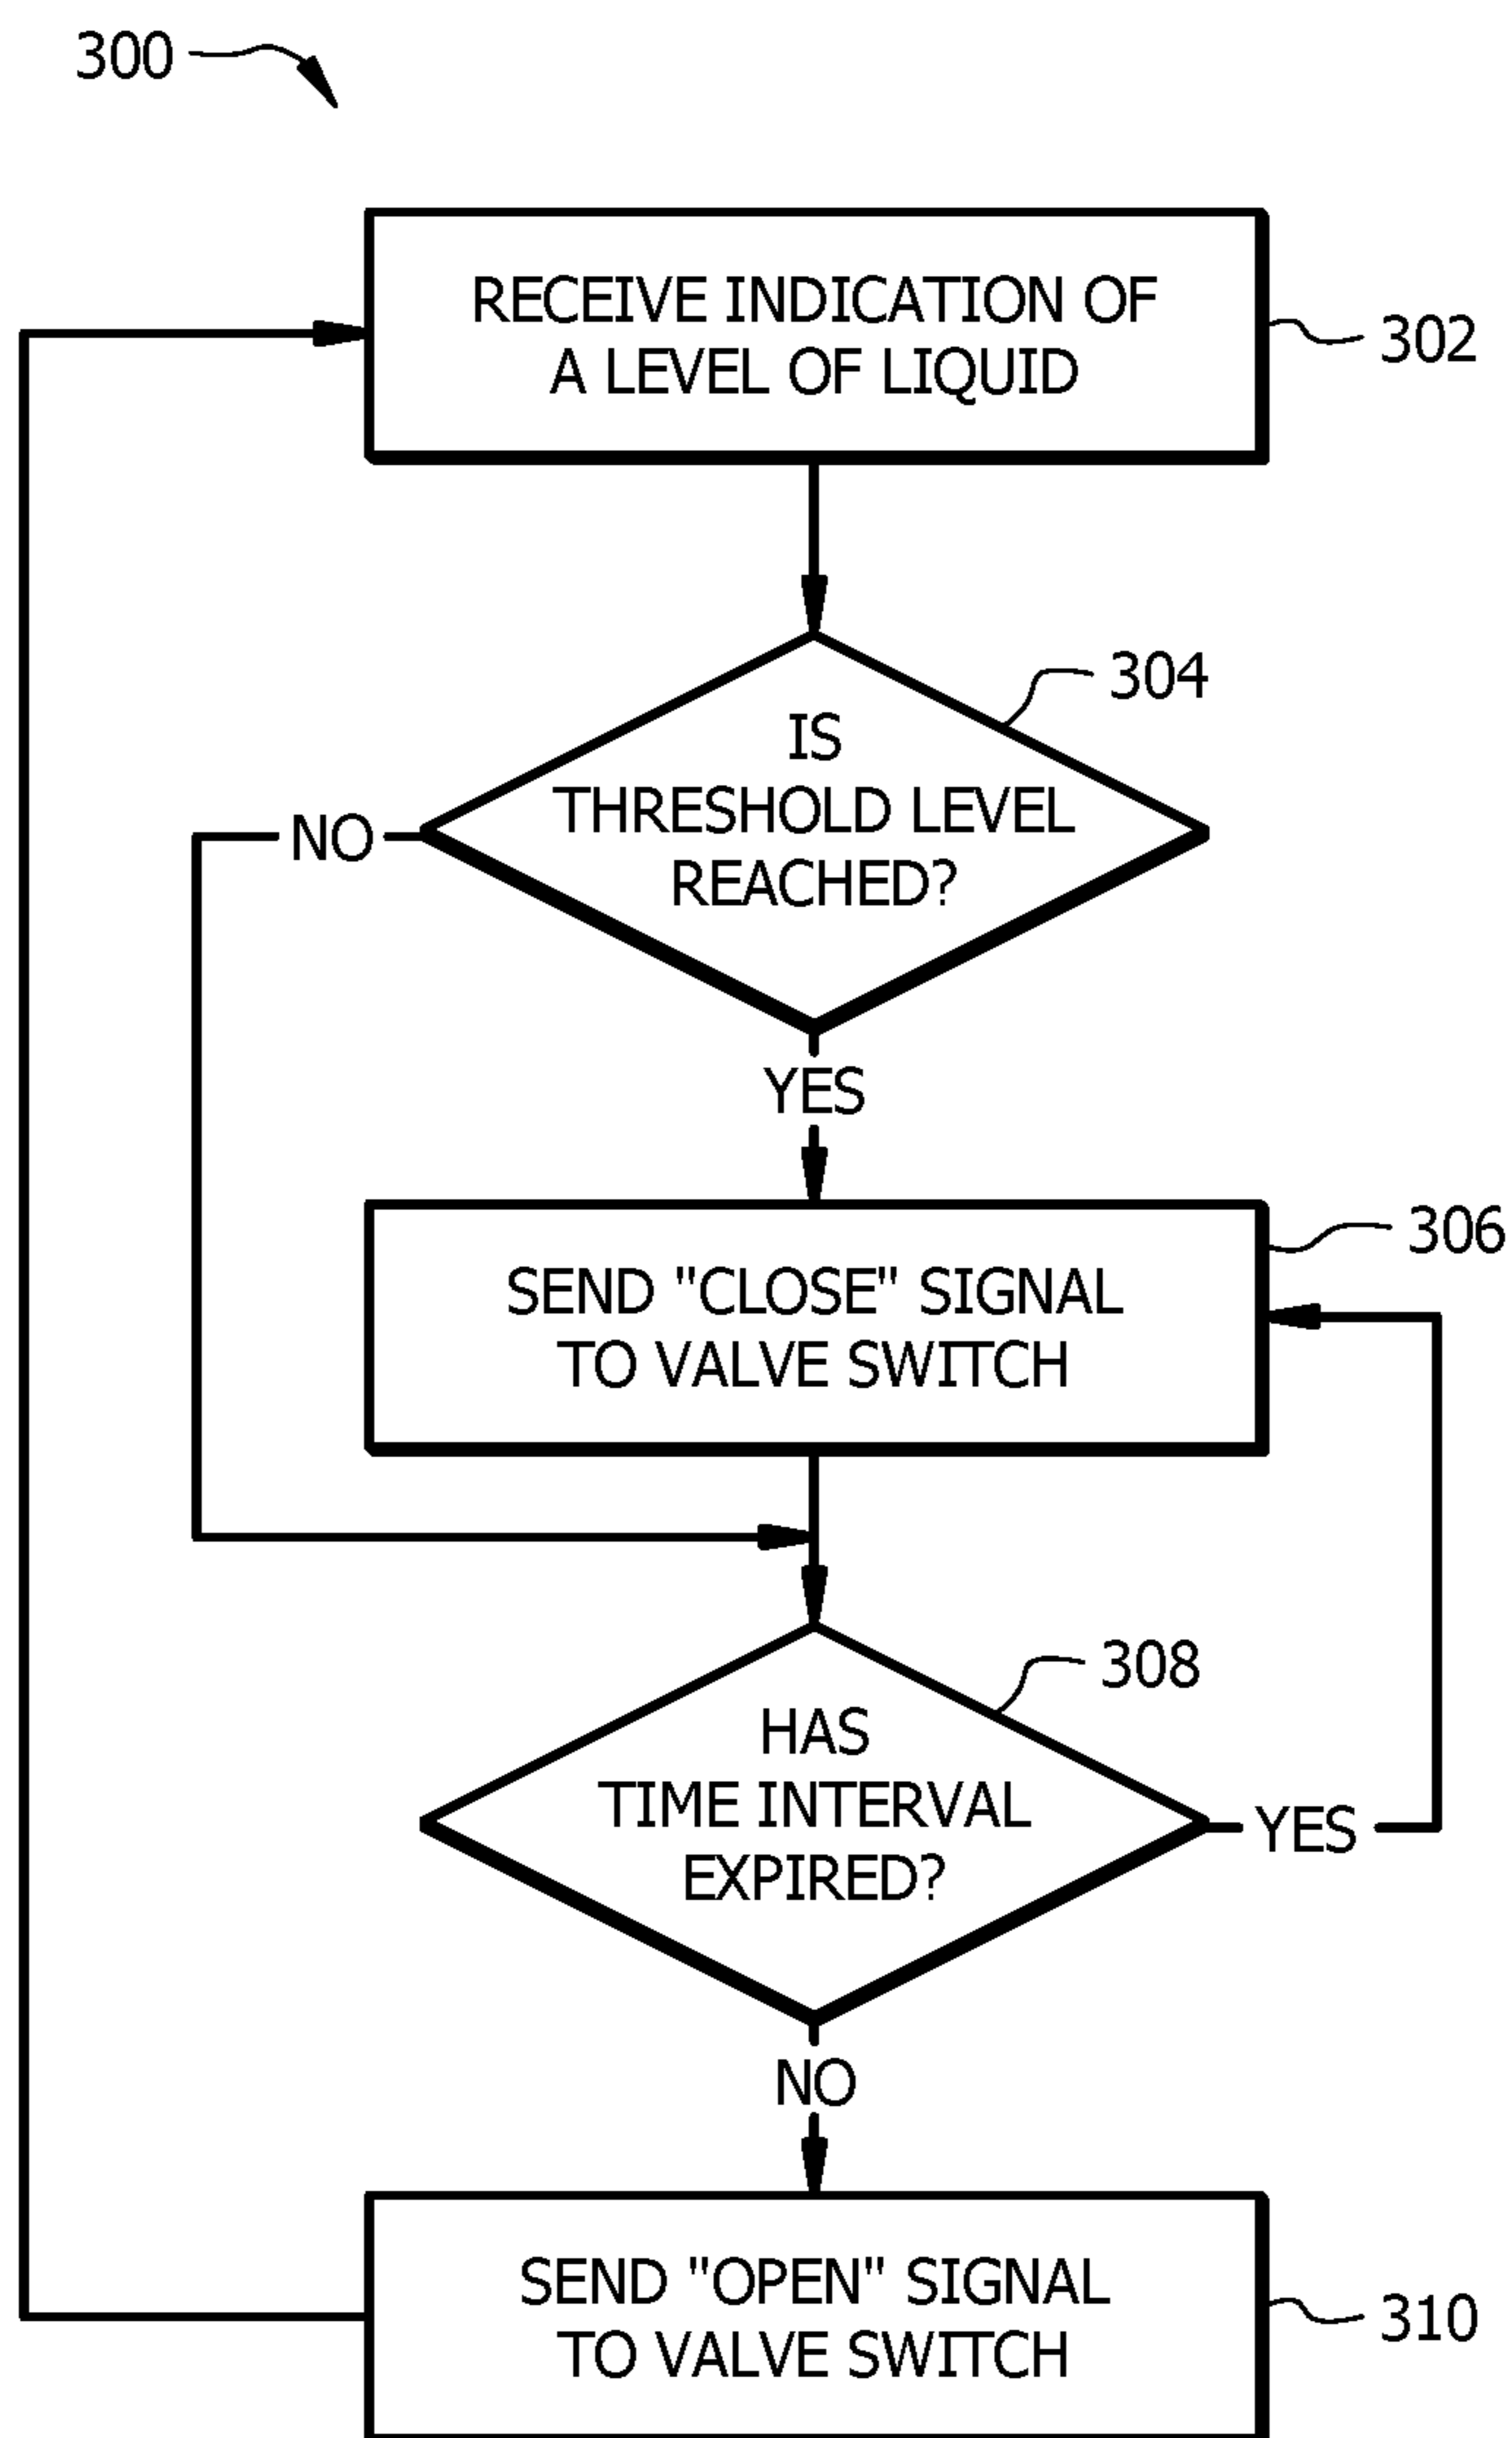 300
RECEIVE INDICATION OF
A LEVEL OF LIQUID
302
304
IS
THRESHOLD LEVEL
REACHED?
NO
YES
306
SEND "CLOSE" SIGNAL
TO VALVE SWITCH
308
HAS
TIME INTERVAL
EXPIRED?
YES
NO
SEND "OPEN" SIGNAL
TO VALVE SWITCH
310